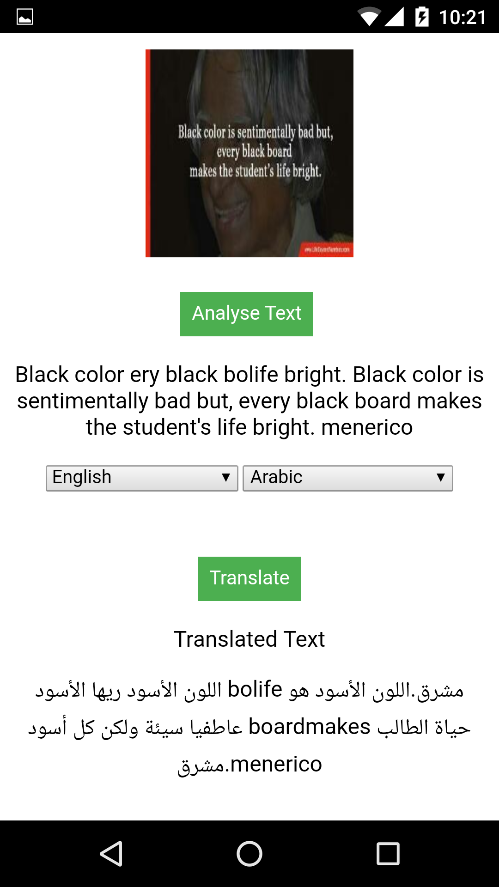 10:21
Black color is sentimentally bad but,
every black board
makes the student's life bright.
Analyse Text
Black color ery black bolife bright. Black color is
sentimentally bad but, every black board makes
the student's life bright. menerico
English
Arabic
Translate
Translated Text
مشرق.اللون الأسود هو bolife اللون الأسود ريها الأسود
حياة الطالب boardmakes عاطفيا سيئة ولكن كل أسود
menerico.مشرق